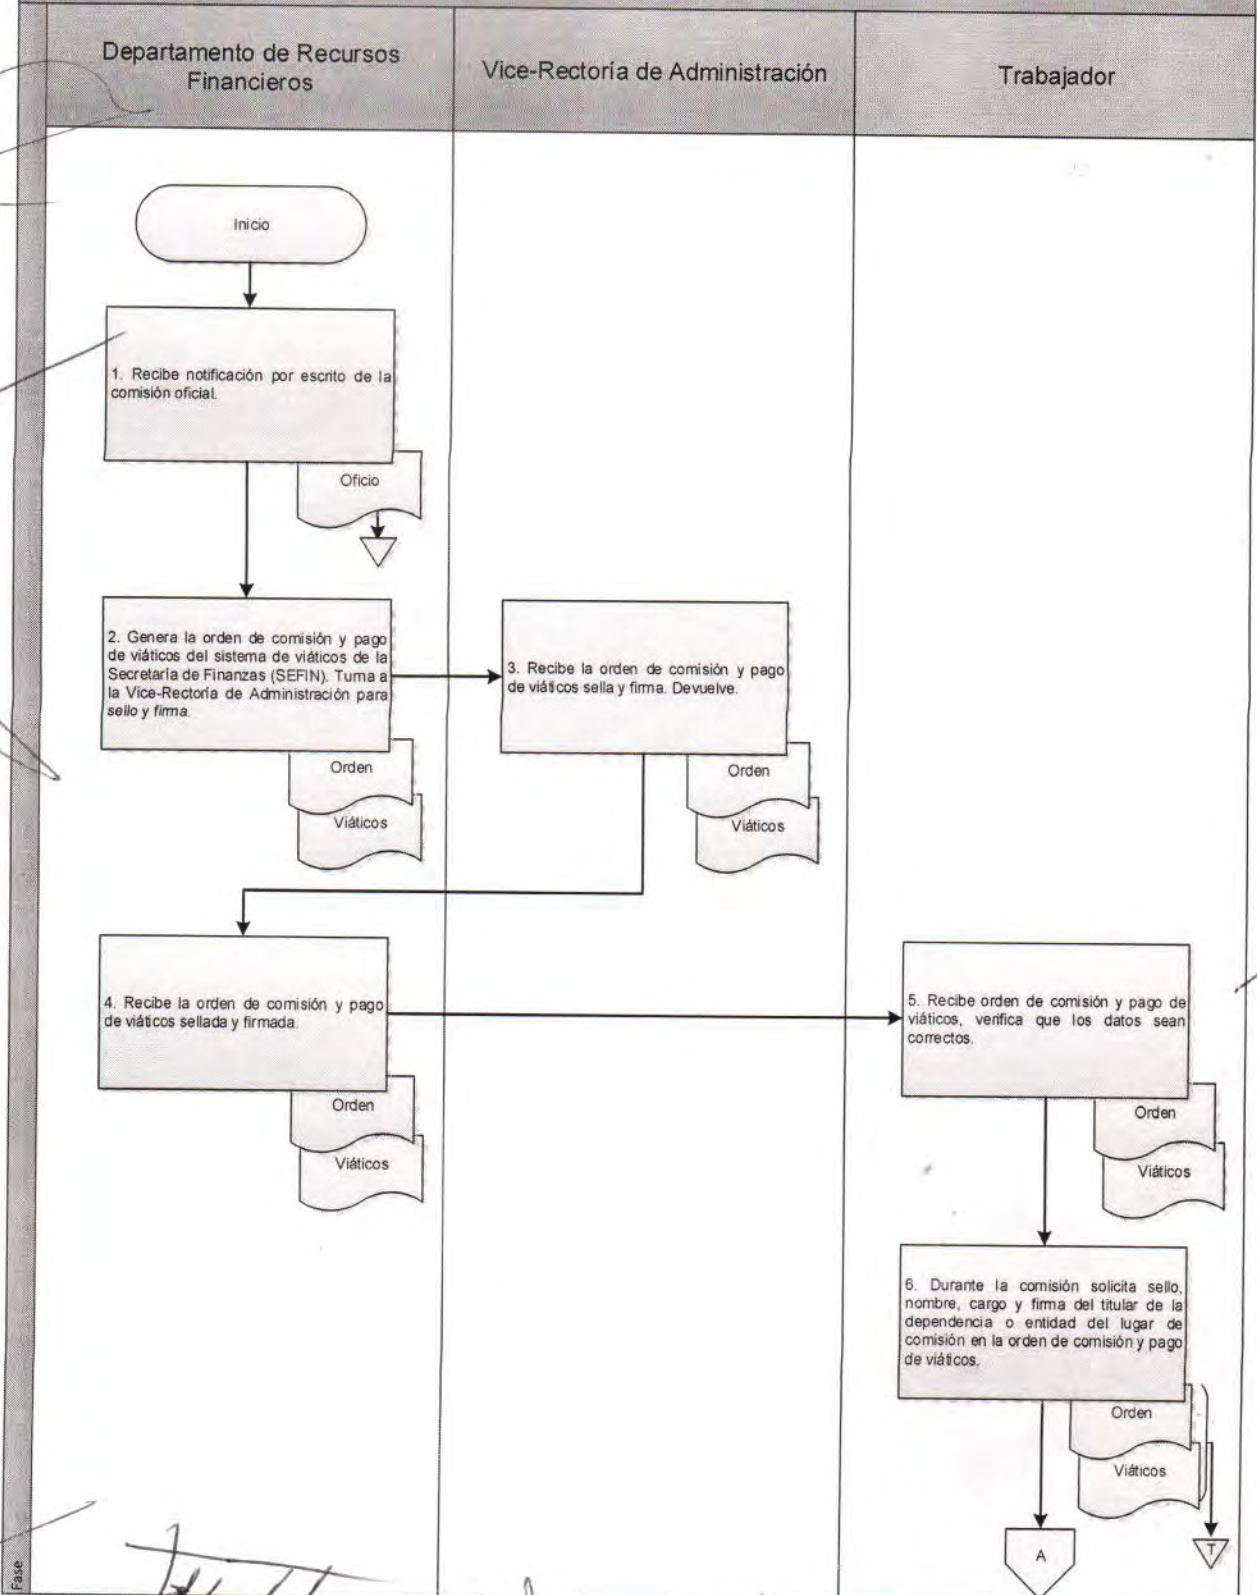 Departamento de Recursos
Financieros
Vice-Rectoría de Administración
Trabajador
Inicio
1. Recibe notificación por escrito de la
comisión oficial.
Oficio
2. Genera la orden de comisión y pago
de viáticos del sistema de viáticos de la
Secretaría de Finanzas (SEFIN). Turna a
la Vice-Rectoría de Administración para
sello y firma.
Orden
Viáticos
3. Recibe la orden de comisión y pago
de viáticos sella y firma. Devuelve.
Orden
Viáticos
4. Recibe la orden de comisión y pago
de viáticos sellada y firmada.
Orden
Viáticos
5. Recibe orden de comisión y pago de
viáticos, verifica que los datos sean
correctos.
Orden
Viáticos
6. Durante la comisión solicita sello,
nombre, cargo y firma del titular de la
dependencia o entidad del lugar de
comisión en la orden de comisión y pago
de viáticos.
Orden
Viáticos
A
T
Fase